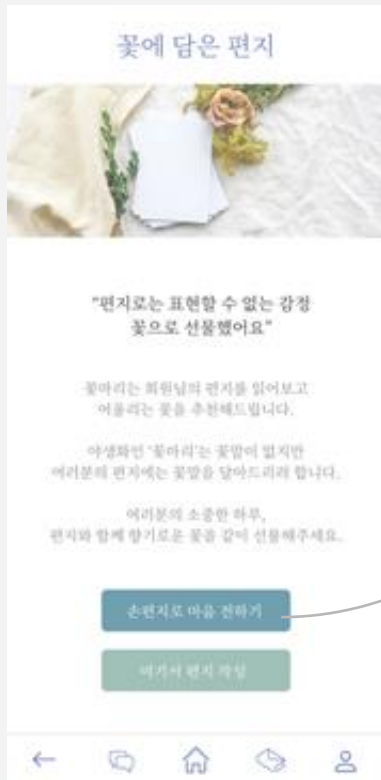 꽃에 담은 편지
"편지로는 표현할 수 없는 감정
꽃으로 선물했어요"
꽃마리는 회원님의 편지를 읽어보고
어울리는 꽃을 추천해드립니다.
야생화인 '꽃마리'는 꽃말이 없지만
여러분의 편지에는 꽃말을 달아드리려 합니다.
여러분의 소중한 하루,
편지와 함께 향기로운 꽃을 같이 선물해주세요.
손편지로 마음 전하기
여기서 편지 작성